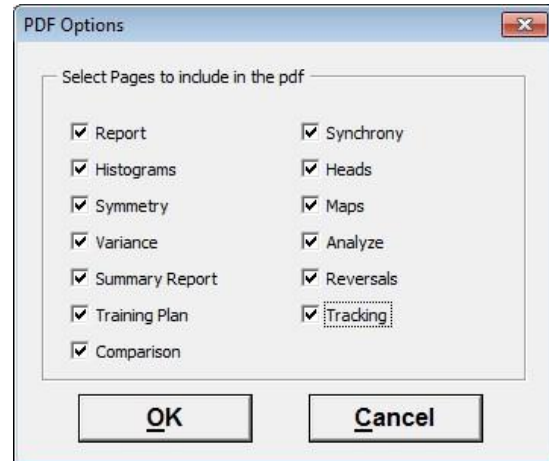 PDF Options
Select Pages to include in the pdf
Report
Histograms
Symmetry
Variance
Summary Report
Training Plan
Comparison
Synchrony
Heads
Maps
Analyze
Reversals
Tracking
OK
Cancel